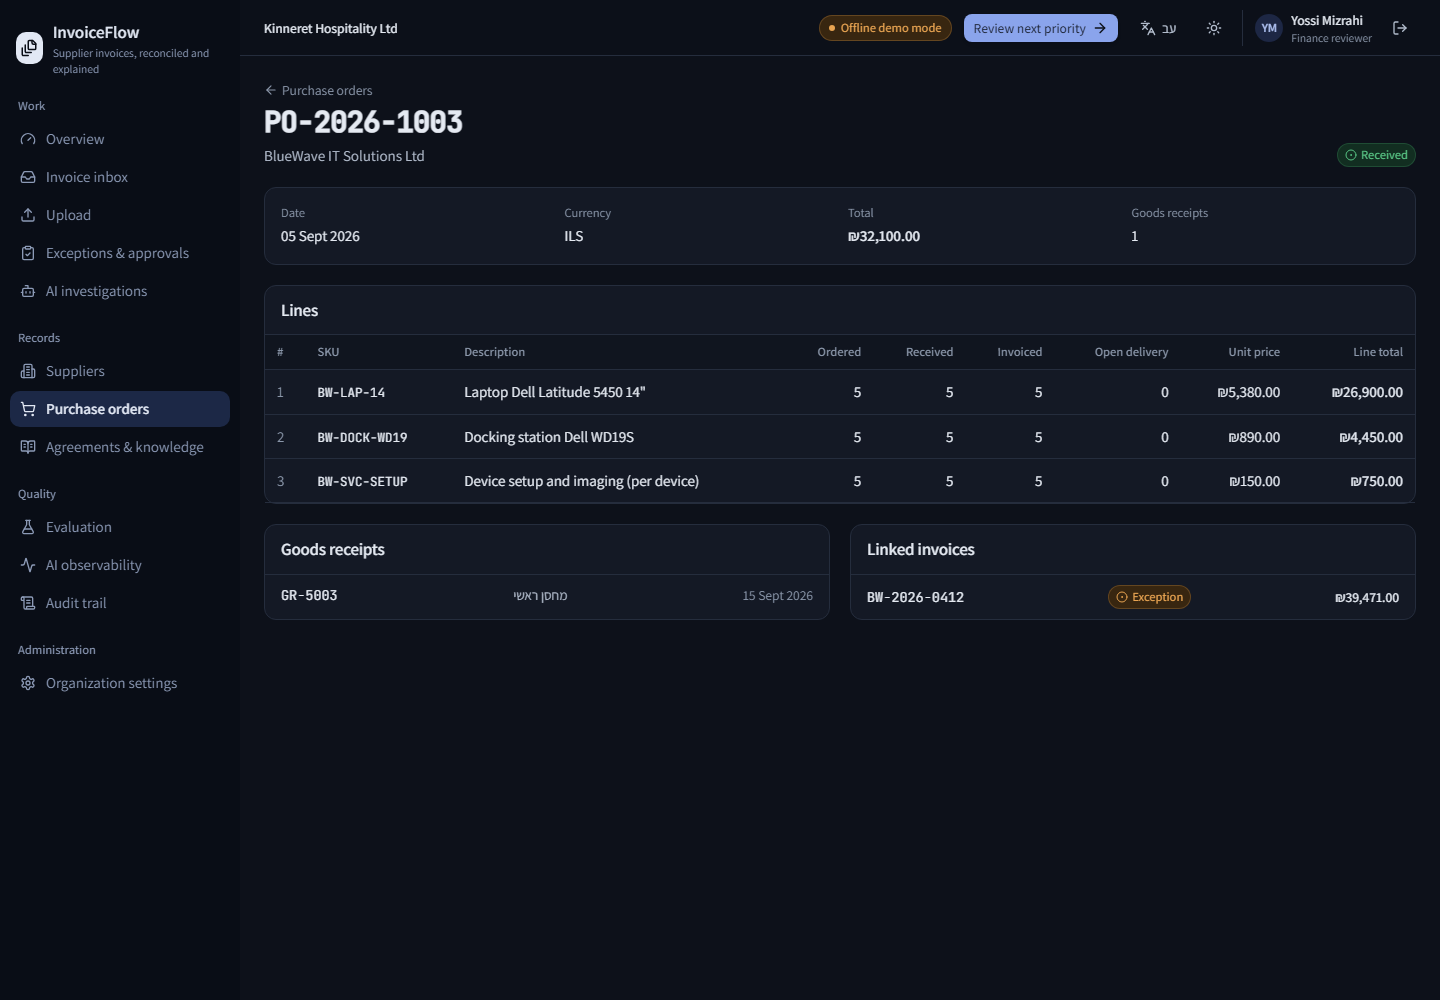 InvoiceFlow
Supplier invoices, reconciled and
explained
Work
Overview
Invoice inbox
Upload
Exceptions & approvals
AI investigations
Records
Suppliers
Purchase orders
Agreements & knowledge
Quality
Evaluation
AI observability
Audit trail
Administration
Organization settings
Kinneret Hospitality Ltd
Offline demo mode
Review next priority
עב
YM
Yossi Mizrahi
Finance reviewer
Purchase orders
PO-2026-1003
BlueWave IT Solutions Ltd
Received
Date Currency Total Goods receipts
05 Sept 2026 ILS ₪32,100.00 1
Lines
# SKU Description Ordered Received Invoiced Open delivery Unit price Line total
1 BW-LAP-14 Laptop Dell Latitude 5450 14" 5 5 5 0 ₪5,380.00 ₪26,900.00
2 BW-DOCK-WD19 Docking station Dell WD19S 5 5 5 0 ₪890.00 ₪4,450.00
3 BW-SVC-SETUP Device setup and imaging (per device) 5 5 5 0 ₪150.00 ₪750.00
Goods receipts
GR-5003 מחסן ראשי 15 Sept 2026
Linked invoices
BW-2026-0412 Exception ₪39,471.00